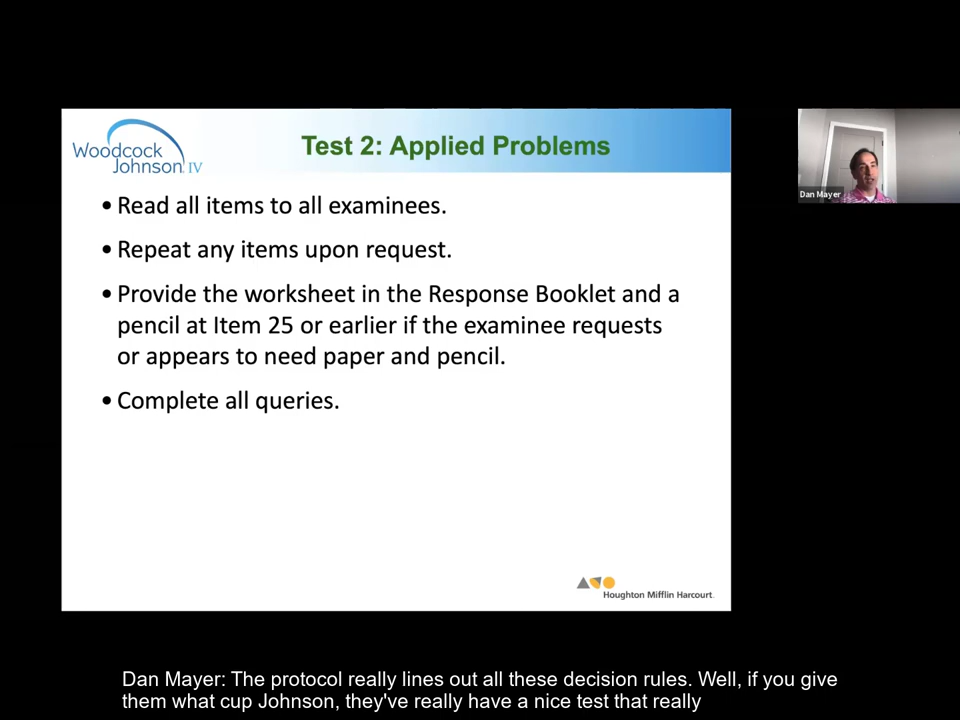 Woodcock
Johnson IV
Test 2: Applied Problems
• Read all items to all examinees.
• Repeat any items upon request.
• Provide the worksheet in the Response Booklet and a
pencil at Item 25 or earlier if the examinee requests
or appears to need paper and pencil.
• Complete all queries.
Houghton Mifflin Harcourt
Dan Mayer
Dan Mayer: The protocol really lines out all these decision rules. Well, if you give
them what cup Johnson, they've really have a nice test that really